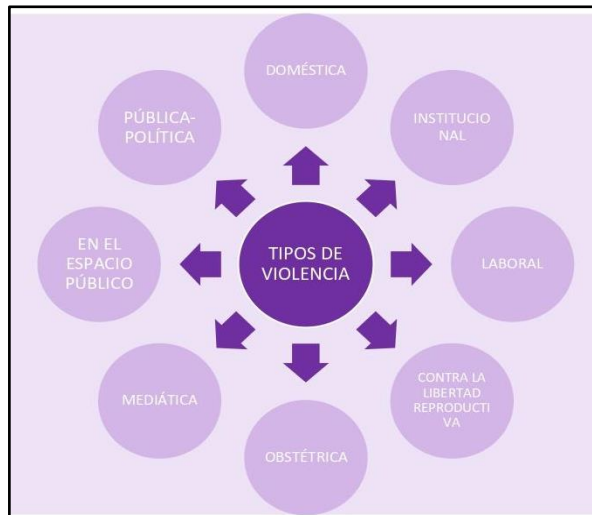 TIPOS DE
VIOLENCIA
DOMÉSTICA
INSTITUCIO
NAL
LABORAL
CONTRA LA
LIBERTAD
REPRODUCTI
VA
OBSTÉTRICA
MEDIÁTICA
EN EL
ESPACIO
PÚBLICO
PÚBLICA-
POLÍTICA